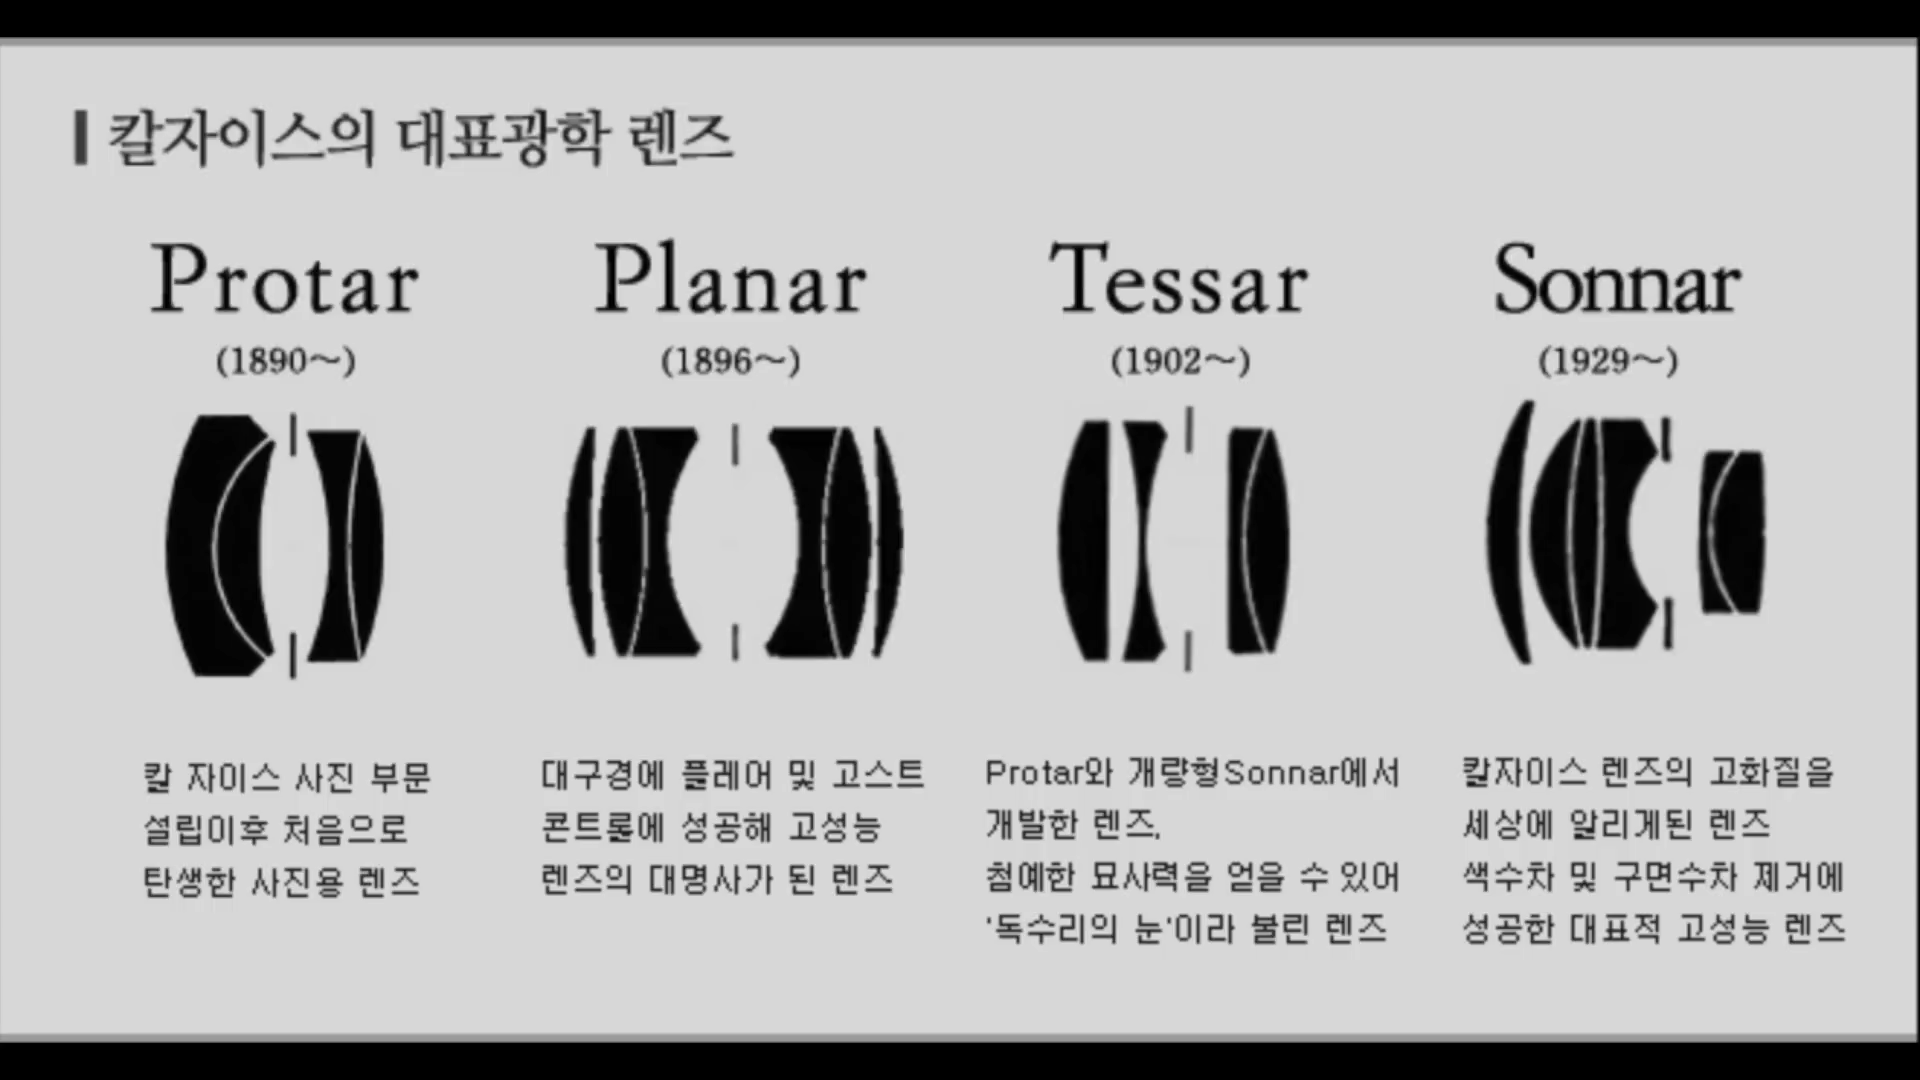 칼자이스의 대표광학 렌즈
Protar
(1890~)
칼 자이스 사진 부문
설립이후 처음으로
탄생한 사진용 렌즈
Planar
(1896~)
대구경에 플레어 및 고스트
콘트롤에 성공해 고성능
렌즈의 대명사가 된 렌즈
Tessar
(1902~)
Protar와 개량형Sonnar에서
개발한 렌즈,
첨예한 묘사력을 얻을 수 있어
'독수리의 눈'이라 불린 렌즈
Sonnar
(1929~)
칼자이스 렌즈의 고화질을
세상에 알리게된 렌즈
색수차 및 구면수차 제거에
성공한 대표적 고성능 렌즈